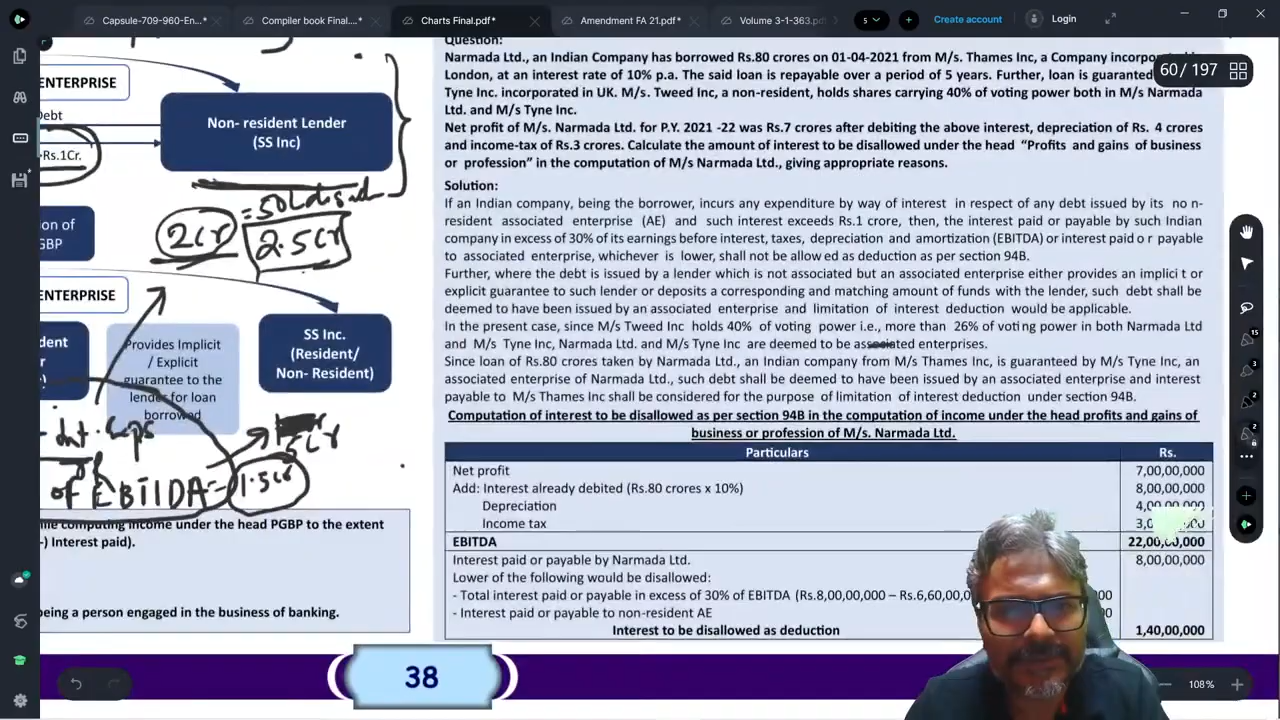 Capsule-709-960-En...*
Compiler book Final....*
Charts Final.pdf*
Amendment FA 21.pdf*
Volume 3-1-363.pd
5
Create account
Login
60 / 197
ENTERPRISE
Debt
Rs.1Cr.
Non- resident Lender
(SS Inc)
2Cr
2.5Cr
ion of
GBP
ENTERPRISE
dent
Provides Implicit
/ Explicit
guarantee to the
lender for loan
borrowed
SS Inc.
(Resident/
Non- Resident)
5Cr
of EBITDA = 1.5Cr
ile computing income under the head PGBP to the extent
(-) Interest paid).
being a person engaged in the business of banking.
Question:
Narmada Ltd., an Indian Company has borrowed Rs.80 crores on 01-04-2021 from M/s. Thames Inc, a Company incorporated
London, at an interest rate of 10% p.a. The said loan is repayable over a period of 5 years. Further, loan is guaranteed
Tyne Inc. incorporated in UK. M/s. Tweed Inc, a non-resident, holds shares carrying 40% of voting power both in M/s Narmada
Ltd. and M/s Tyne Inc.
Net profit of M/s. Narmada Ltd. for P.Y. 2021 -22 was Rs.7 crores after debiting the above interest, depreciation of Rs. 4 crores
and income-tax of Rs.3 crores. Calculate the amount of interest to be disallowed under the head "Profits and gains of business
or profession" in the computation of M/s Narmada Ltd., giving appropriate reasons.
Solution:
If an Indian company, being the borrower, incurs any expenditure by way of interest in respect of any debt issued by its no n-
resident associated enterprise (AE) and such interest exceeds Rs.1 crore, then, the interest paid or payable by such Indian
company in excess of 30% of its earnings before interest, taxes, depreciation and amortization (EBITDA) or interest paid o r payable
to associated enterprise, whichever is lower, shall not be allow ed as deduction as per section 94B.
Further, where the debt is issued by a lender which is not associated but an associated enterprise either provides an implici t or
explicit guarantee to such lender or deposits a corresponding and matching amount of funds with the lender, such debt shall be
deemed to have been issued by an associated enterprise and limitation of interest deduction would be applicable.
In the present case, since M/s Tweed Inc holds 40% of voting power i.e., more than 26% of voting power in both Narmada Ltd
and M/s Tyne Inc, Narmada Ltd. and M/s Tyne Inc are deemed to be associated enterprises.
Since loan of Rs.80 crores taken by Narmada Ltd., an Indian company from M/s Thames Inc, is guaranteed by M/s Tyne Inc, an
associated enterprise of Narmada Ltd., such debt shall be deemed to have been issued by an associated enterprise and interest
payable to M/s Thames Inc shall be considered for the purpose of limitation of interest deduction under section 94B.
Computation of interest to be disallowed as per section 94B in the computation of income under the head profits and gains of
business or profession of M/s. Narmada Ltd.
Particulars Rs.
Net profit 7,00,00,000
Add: Interest already debited (Rs.80 crores x 10%) 8,00,00,000
Depreciation 4,00,00,000
Income tax 3,0
EBITDA 22,00,00,000
Interest paid or payable by Narmada Ltd. 8,00,00,000
Lower of the following would be disallowed:
- Total interest paid or payable in excess of 30% of EBITDA (Rs.8,00,00,000 – Rs.6,60,00,0 000
- Interest paid or payable to non-resident AE 000
Interest to be disallowed as deduction 1,40,00,000
38
108%